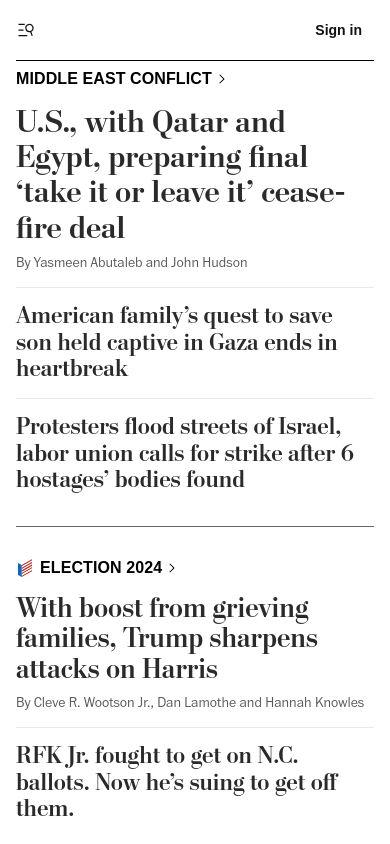 Sign in
MIDDLE EAST CONFLICT
U.S., with Qatar and
Egypt, preparing final
‘take it or leave it’ cease-
fire deal
By Yasmeen Abutaleb and John Hudson
American family’s quest to save
son held captive in Gaza ends in
heartbreak
Protesters flood streets of Israel,
labor union calls for strike after 6
hostages’ bodies found
ELECTION 2024
With boost from grieving
families, Trump sharpens
attacks on Harris
By Cleve R. Wootson Jr., Dan Lamothe and Hannah Knowles
RFK Jr. fought to get on N.C.
ballots. Now he’s suing to get off
them.